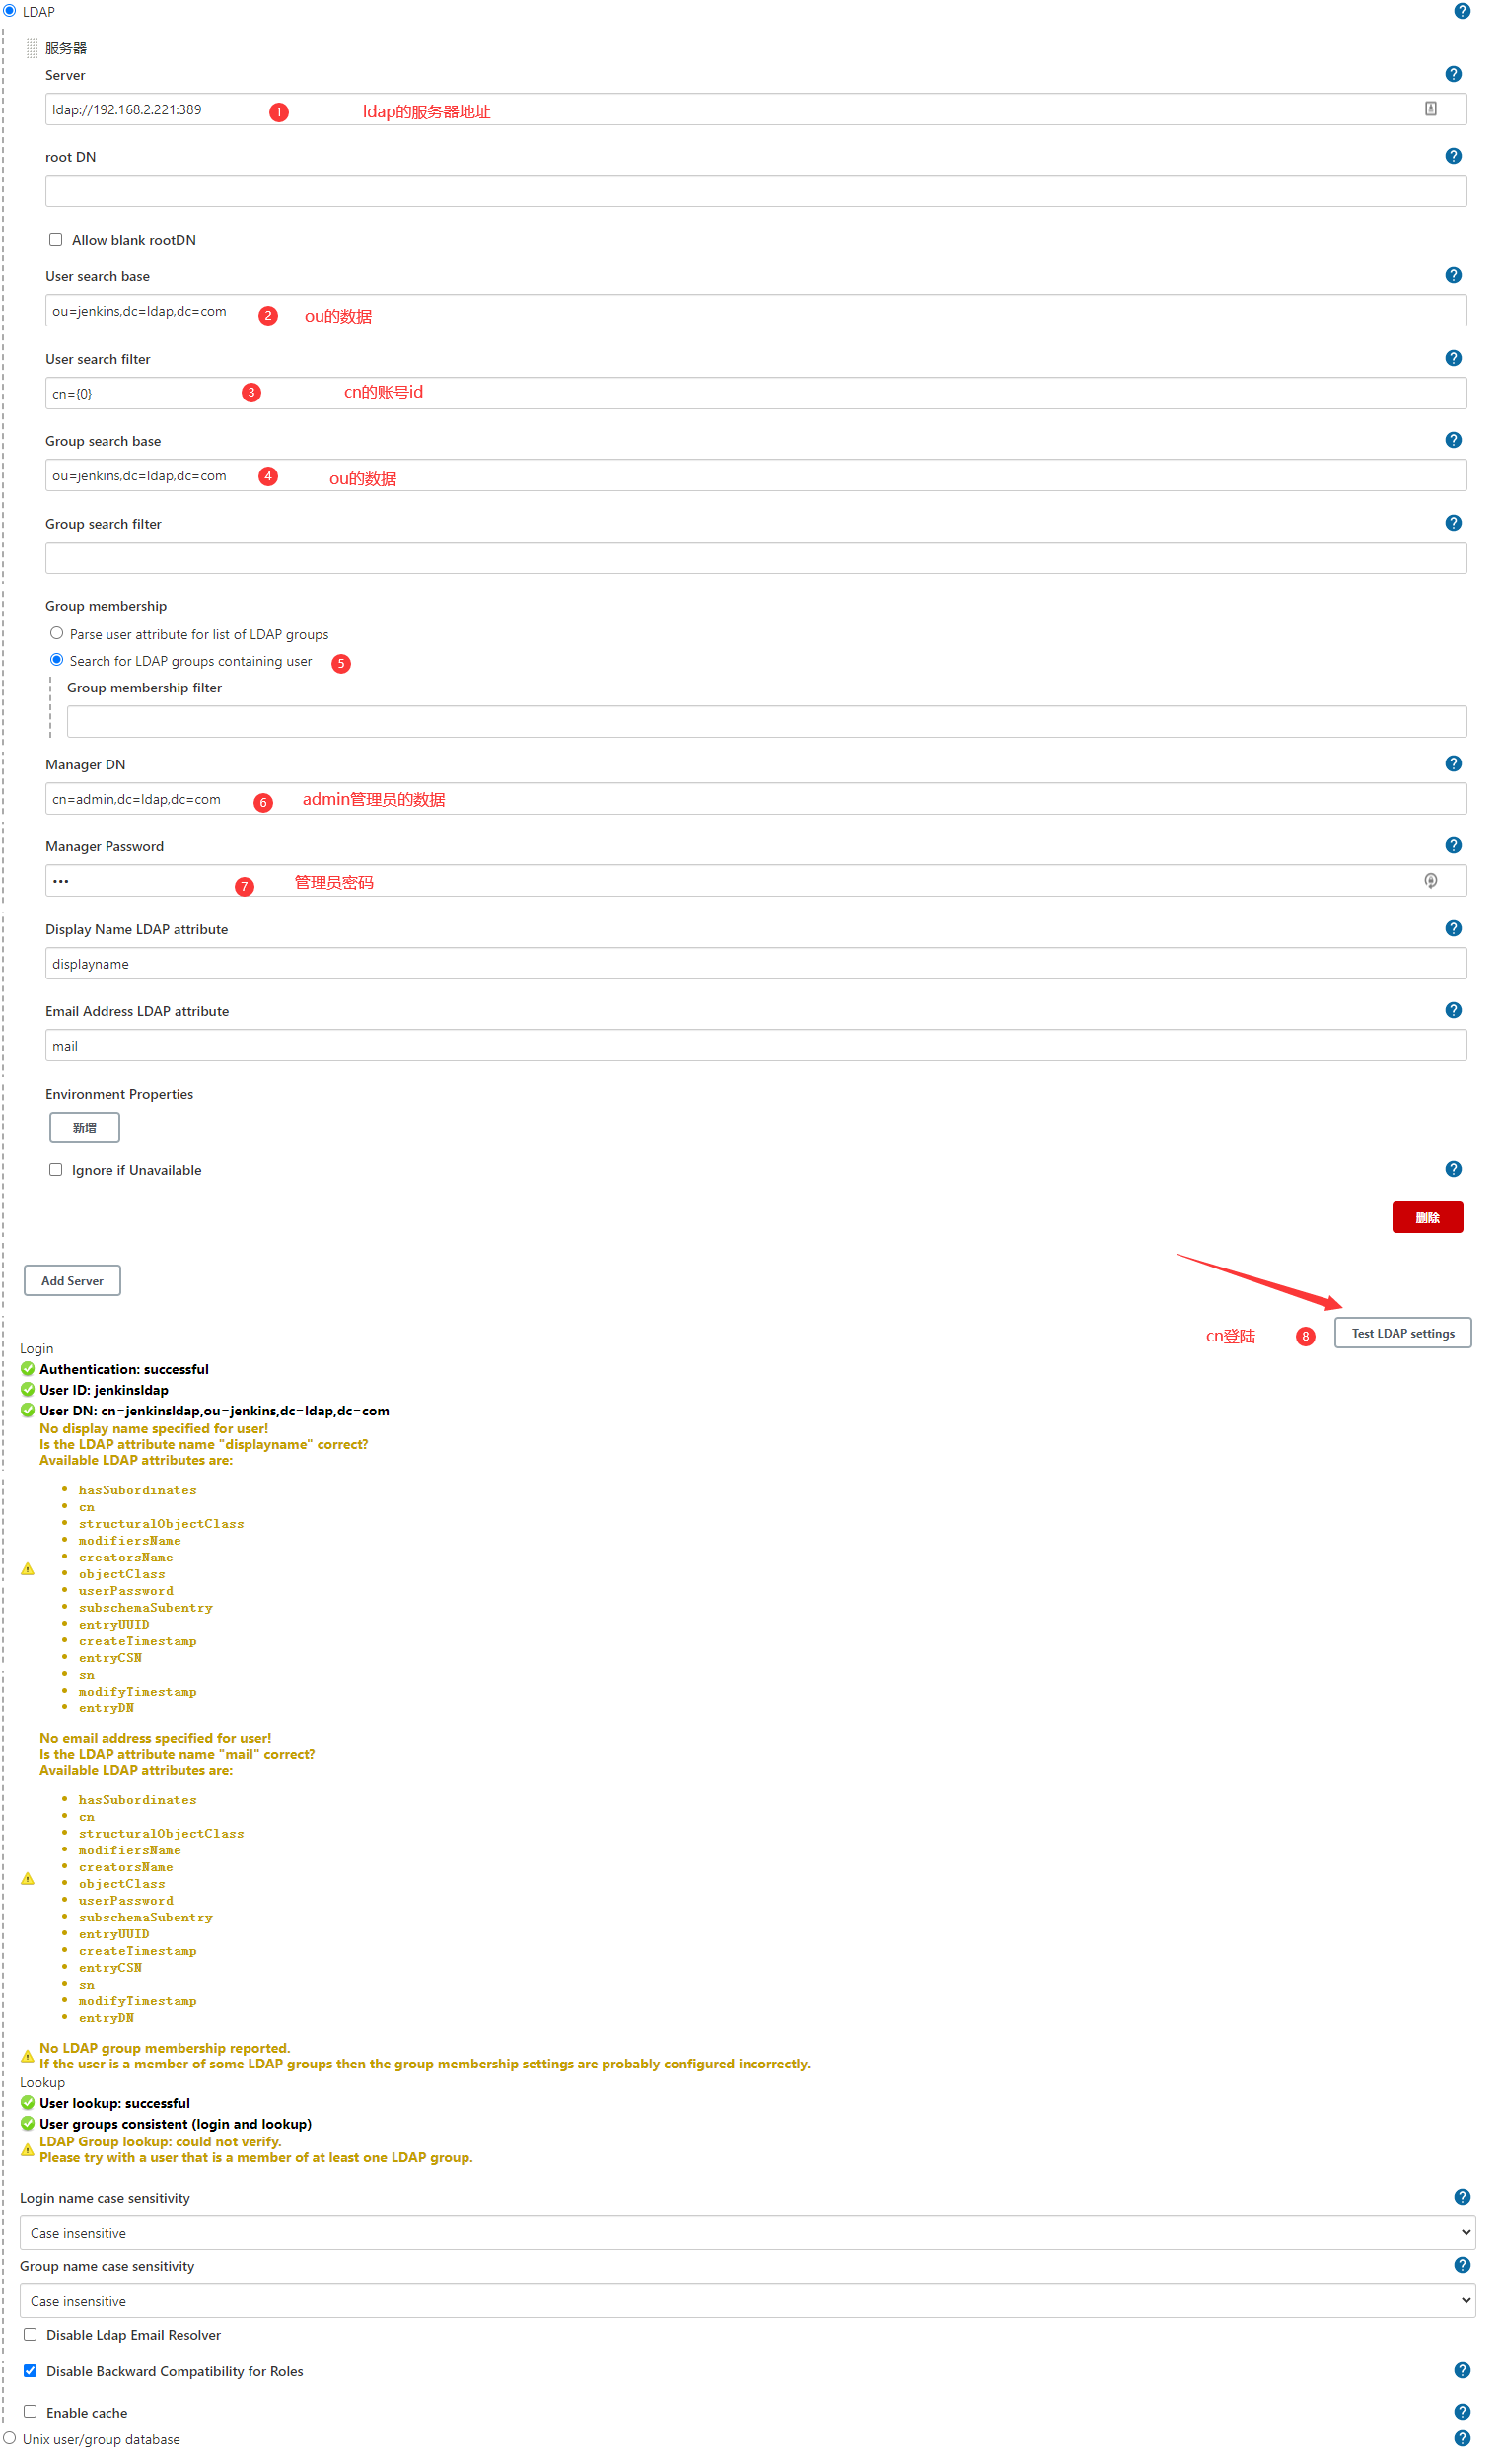 LDAP
服务器
Server
ldap://192.168.2.221:389
1
ldap的服务器地址
root DN
Allow blank rootDN
User search base
ou=jenkins,dc=ldap,dc=com
2
ou的数据
User search filter
cn={0}
3
cn的账号id
Group search base
ou=jenkins,dc=ldap,dc=com
4
ou的数据
Group search filter
Group membership
Parse user attribute for list of LDAP groups
Search for LDAP groups containing user
5
Group membership filter
Manager DN
cn=admin,dc=ldap,dc=com
6
admin管理员的数据
Manager Password
•••
7
管理员密码
Display Name LDAP attribute
displayname
Email Address LDAP attribute
mail
Environment Properties
新增
Ignore if Unavailable
删除
Add Server
cn登陆
8
Test LDAP settings
Login
Authentication: successful
User ID: jenkinsldap
User DN: cn=jenkinsldap,ou=jenkins,dc=ldap,dc=com
No display name specified for user!
Is the LDAP attribute name "displayname" correct?
Available LDAP attributes are:
• hasSubordinates
• cn
• structuralObjectClass
• modifiersName
• creatorsName
• objectClass
• userPassword
• subschemaSubentry
• entryUUID
• createTimestamp
• entryCSN
• sn
• modifyTimestamp
• entryDN
No email address specified for user!
Is the LDAP attribute name "mail" correct?
Available LDAP attributes are:
• hasSubordinates
• cn
• structuralObjectClass
• modifiersName
• creatorsName
• objectClass
• userPassword
• subschemaSubentry
• entryUUID
• createTimestamp
• entryCSN
• sn
• modifyTimestamp
• entryDN
No LDAP group membership reported.
If the user is a member of some LDAP groups then the group membership settings are probably configured incorrectly.
Lookup
User lookup: successful
User groups consistent (login and lookup)
LDAP Group lookup: could not verify.
Please try with a user that is a member of at least one LDAP group.
Login name case sensitivity
Case insensitive
Group name case sensitivity
Case insensitive
Disable Ldap Email Resolver
Disable Backward Compatibility for Roles
Enable cache
Unix user/group database